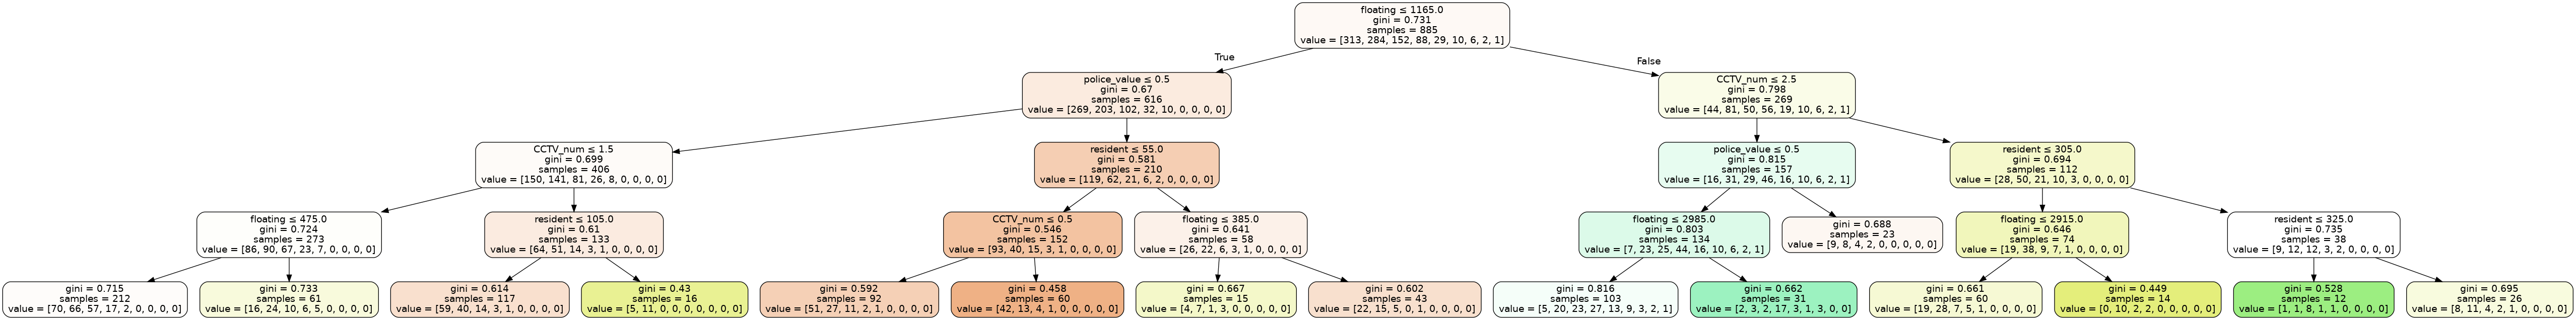 floating ≤ 1165.0
gini = 0.731
samples = 885
value = [313, 284, 152, 88, 29, 10, 6, 2, 1]
True
False
police_value ≤ 0.5
gini = 0.67
samples = 616
value = [269, 203, 102, 32, 10, 0, 0, 0, 0]
CCTV_num ≤ 2.5
gini = 0.798
samples = 269
value = [44, 81, 50, 56, 19, 10, 6, 2, 1]
CCTV_num ≤ 1.5
gini = 0.699
samples = 406
value = [150, 141, 81, 26, 8, 0, 0, 0, 0]
resident ≤ 55.0
gini = 0.581
samples = 210
value = [119, 62, 21, 6, 2, 0, 0, 0, 0]
police_value ≤ 0.5
gini = 0.815
samples = 157
value = [16, 31, 29, 46, 16, 10, 6, 2, 1]
resident ≤ 305.0
gini = 0.694
samples = 112
value = [28, 50, 21, 10, 3, 0, 0, 0, 0]
floating ≤ 475.0
gini = 0.724
samples = 273
value = [86, 90, 67, 23, 7, 0, 0, 0, 0]
resident ≤ 105.0
gini = 0.61
samples = 133
value = [64, 51, 14, 3, 1, 0, 0, 0, 0]
CCTV_num ≤ 0.5
gini = 0.546
samples = 152
value = [93, 40, 15, 3, 1, 0, 0, 0, 0]
floating ≤ 385.0
gini = 0.641
samples = 58
value = [26, 22, 6, 3, 1, 0, 0, 0, 0]
floating ≤ 2985.0
gini = 0.803
samples = 134
value = [7, 23, 25, 44, 16, 10, 6, 2, 1]
gini = 0.688
samples = 23
value = [9, 8, 4, 2, 0, 0, 0, 0, 0]
floating ≤ 2915.0
gini = 0.646
samples = 74
value = [19, 38, 9, 7, 1, 0, 0, 0, 0]
resident ≤ 325.0
gini = 0.735
samples = 38
value = [9, 12, 12, 3, 2, 0, 0, 0, 0]
gini = 0.715
samples = 212
value = [70, 66, 57, 17, 2, 0, 0, 0, 0]
gini = 0.733
samples = 61
value = [16, 24, 10, 6, 5, 0, 0, 0, 0]
gini = 0.614
samples = 117
value = [59, 40, 14, 3, 1, 0, 0, 0, 0]
gini = 0.43
samples = 16
value = [5, 11, 0, 0, 0, 0, 0, 0, 0]
gini = 0.592
samples = 92
value = [51, 27, 11, 2, 1, 0, 0, 0, 0]
gini = 0.458
samples = 60
value = [42, 13, 4, 1, 0, 0, 0, 0, 0]
gini = 0.667
samples = 15
value = [4, 7, 1, 3, 0, 0, 0, 0, 0]
gini = 0.602
samples = 43
value = [22, 15, 5, 0, 1, 0, 0, 0, 0]
gini = 0.816
samples = 103
value = [5, 20, 23, 27, 13, 9, 3, 2, 1]
gini = 0.662
samples = 31
value = [2, 3, 2, 17, 3, 1, 3, 0, 0]
gini = 0.661
samples = 60
value = [19, 28, 7, 5, 1, 0, 0, 0, 0]
gini = 0.449
samples = 14
value = [0, 10, 2, 2, 0, 0, 0, 0, 0]
gini = 0.528
samples = 12
value = [1, 1, 8, 1, 1, 0, 0, 0, 0]
gini = 0.695
samples = 26
value = [8, 11, 4, 2, 1, 0, 0, 0, 0]